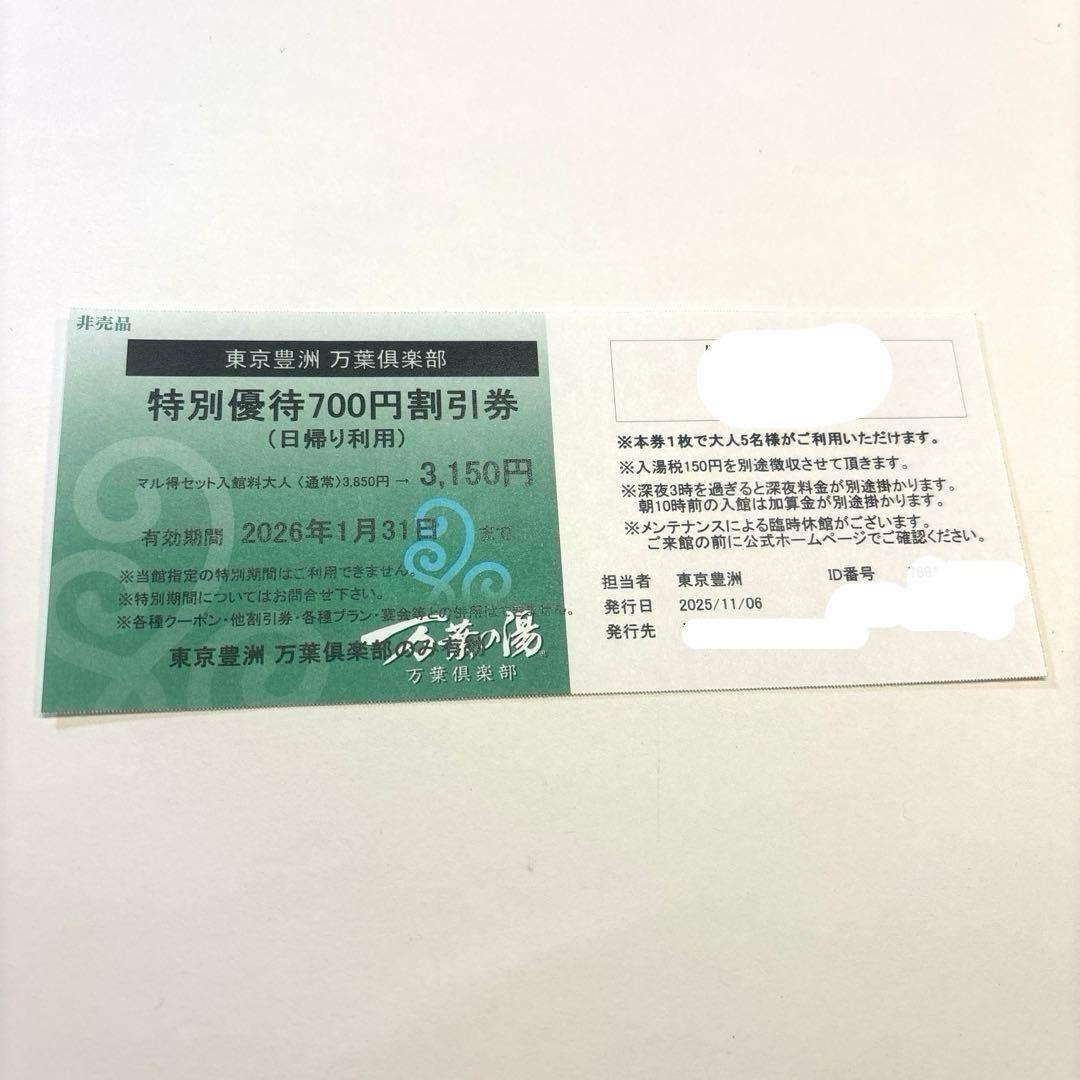 非売品
東京豊洲 万葉倶楽部
特別優待700円割引券
(日帰り利用)
マル得セット入館料大人〈通常〉3,850円 → 3,150円
有効期間 2026年1月31日 まで
※当館指定の特別期間はご利用できません。
※特別期間についてはお問合せ下さい。
※各種クーポン・他割引券・各種プラン・宴会等との併用はできません。
東京豊洲 万葉倶楽部のみ有効
万葉の湯
万葉倶楽部
※本券1枚で大人5名様がご利用いただけます。
※入湯税150円を別途徴収させて頂きます。
※深夜3時を過ぎると深夜料金が別途掛かります。
朝10時前の入館は加算金が別途掛かります。
※メンテナンスによる臨時休館がございます。
ご来館の前に公式ホームページでご確認ください。
担当者 東京豊洲 ID番号
発行日 2025/11/06
発行先